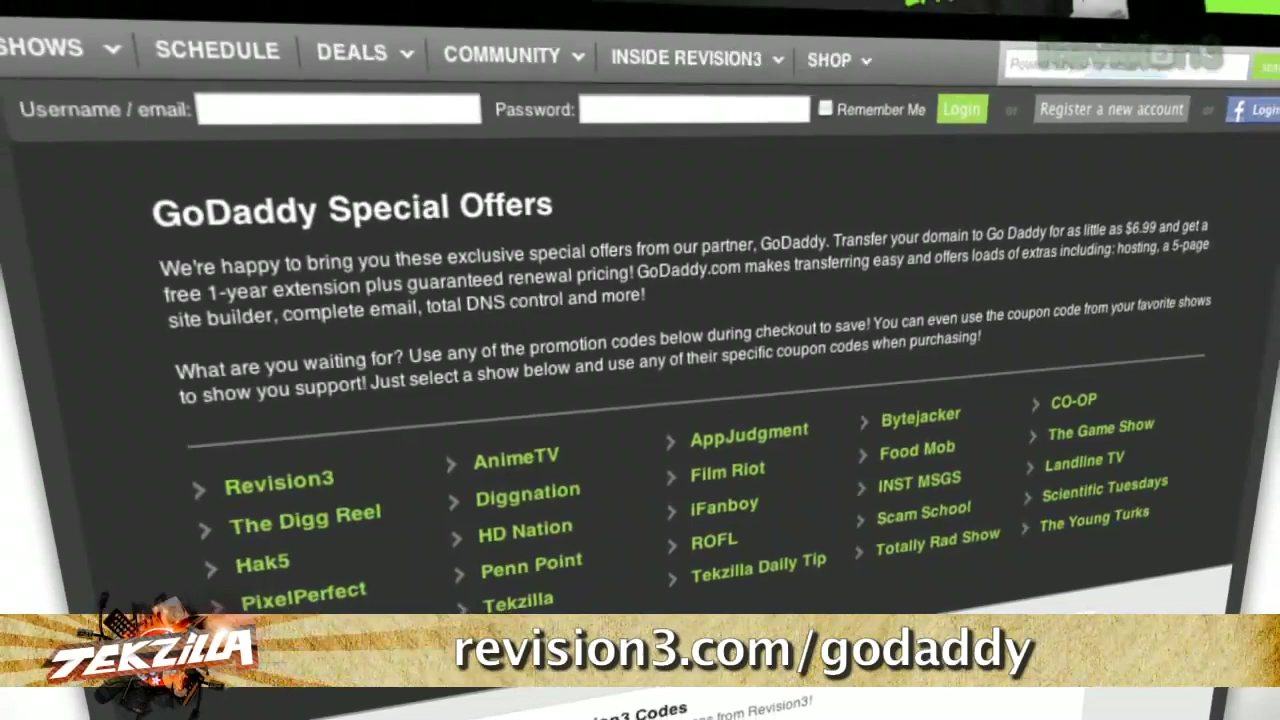 SHOWS SCHEDULE DEALS COMMUNITY INSIDE REVISION3 SHOP
Username / email: Password: Remember Me Login or Register a new account or f Login
GoDaddy Special Offers
We're happy to bring you these exclusive special offers from our partner, GoDaddy. Transfer your domain to Go Daddy for as little as $6.99 and get a
free 1-year extension plus guaranteed renewal pricing! GoDaddy.com makes transferring easy and offers loads of extras including: hosting, a 5-page
site builder, complete email, total DNS control and more!
What are you waiting for? Use any of the promotion codes below during checkout to save! You can even use the coupon code from your favorite shows
to show you support! Just select a show below and use any of their specific coupon codes when purchasing!
Revision3 AnimeTV AppJudgment Bytejacker CO-OP
The Digg Reel Diggnation Film Riot Food Mob The Game Show
Hak5 HD Nation iFanboy INST MSGS Landline TV
PixelPerfect Penn Point ROFL Scam School Scientific Tuesdays
Tekzilla Tekzilla Daily Tip Totally Rad Show The Young Turks
TEKZILLA revision3.com/godaddy
Codes
from Revision3!